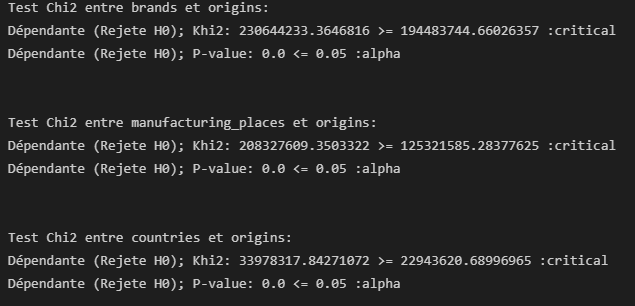 Test Chi2 entre brands et origins:
Dépendante (Rejete H0); Khi2: 230644233.3646816 >= 194483744.66026357 :critical
Dépendante (Rejete H0); P-value: 0.0 <= 0.05 :alpha
Test Chi2 entre manufacturing_places et origins:
Dépendante (Rejete H0); Khi2: 208327609.3503322 >= 125321585.28377625 :critical
Dépendante (Rejete H0); P-value: 0.0 <= 0.05 :alpha
Test Chi2 entre countries et origins:
Dépendante (Rejete H0); Khi2: 33978317.84271072 >= 22943620.68996965 :critical
Dépendante (Rejete H0); P-value: 0.0 <= 0.05 :alpha